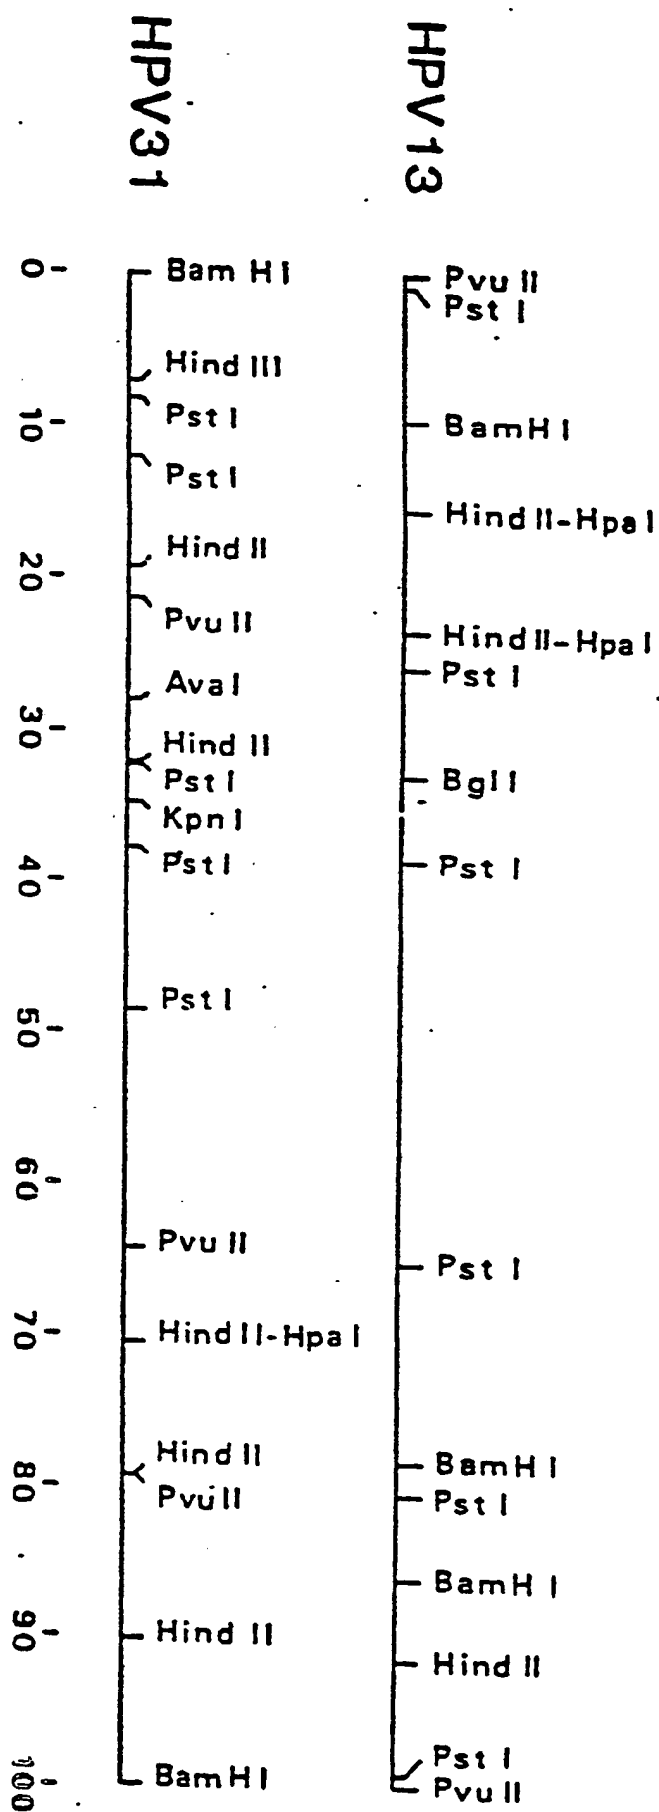 HPV31
HPV13
0
10
20
30
40
50
60
70
80
90
100
Bam HI
Hind III
Pst I
Pst I
Hind II
Pvu II
Ava I
Hind II
Pst I
Kpn I
Pst I
Pst I
Pvu II
Hind II-Hpa I
Hind II
Pvu II
Hind II
BamHI
Pvu II
Pst I
BamH I
Hind II-Hpa I
Hind II-Hpa I
Pst I
BglI
Pst I
Pst I
BamH I
Pst I
BamH I
Hind II
Pst I
Pvu II